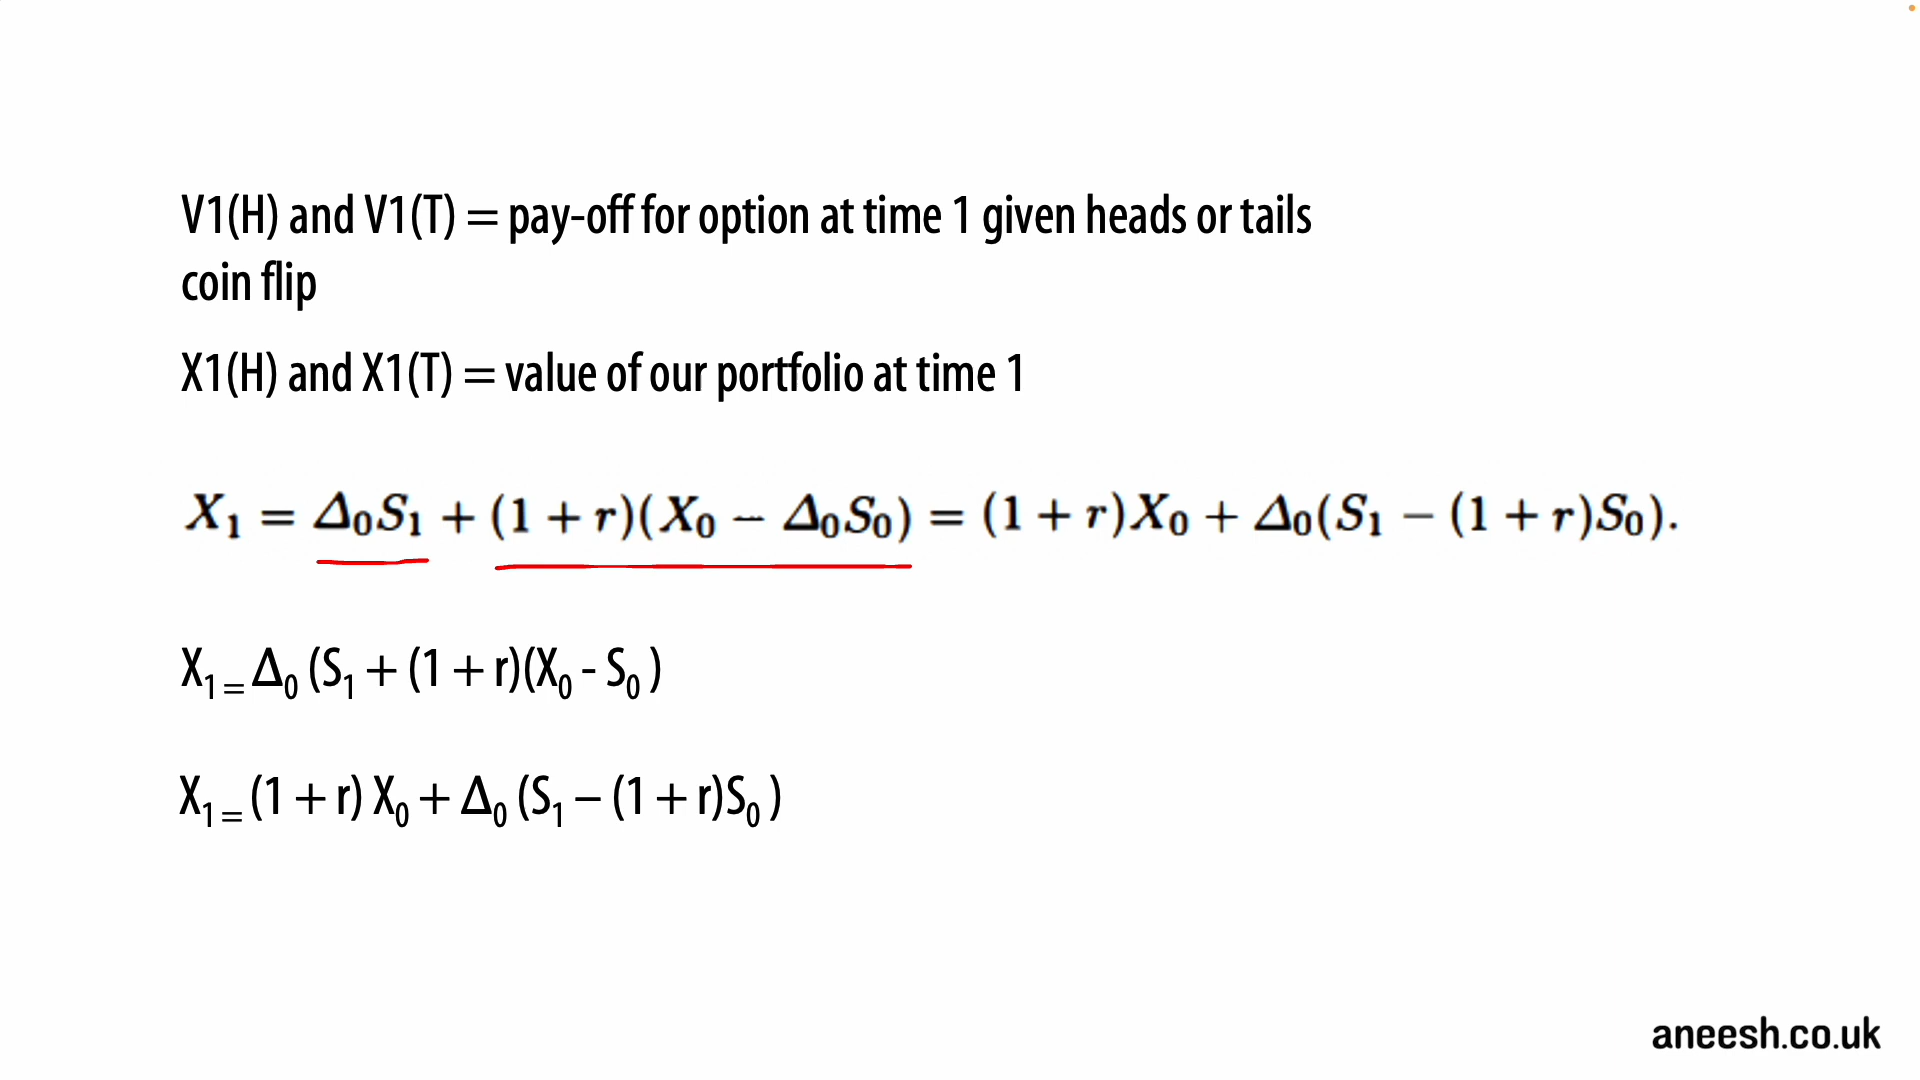 V1(H) and V1(T) = pay-off for option at time 1 given heads or tails
coin flip
X1(H) and X1(T) = value of our portfolio at time 1
X₁ = Δ₀S₁ + (1 + r)(X₀ − Δ₀S₀) = (1 + r)X₀ + Δ₀(S₁ − (1 + r)S₀).
X₁ = Δ₀ (S₁ + (1 + r)(X₀ - S₀ )
X₁ = (1 + r) X₀ + Δ₀ (S₁ – (1 + r)S₀ )
aneesh.co.uk